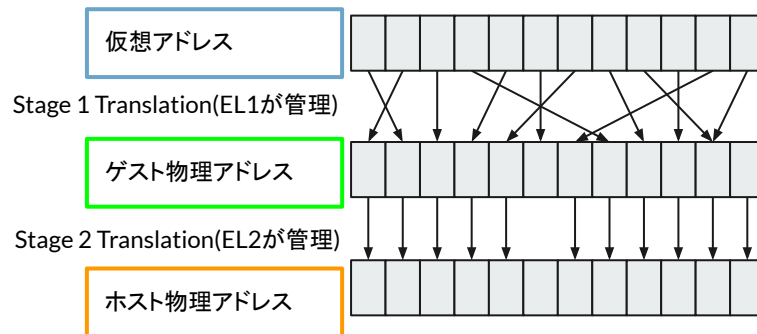 仮想アドレス
Stage 1 Translation(EL1が管理)
ゲスト物理アドレス
Stage 2 Translation(EL2が管理)
ホスト物理アドレス